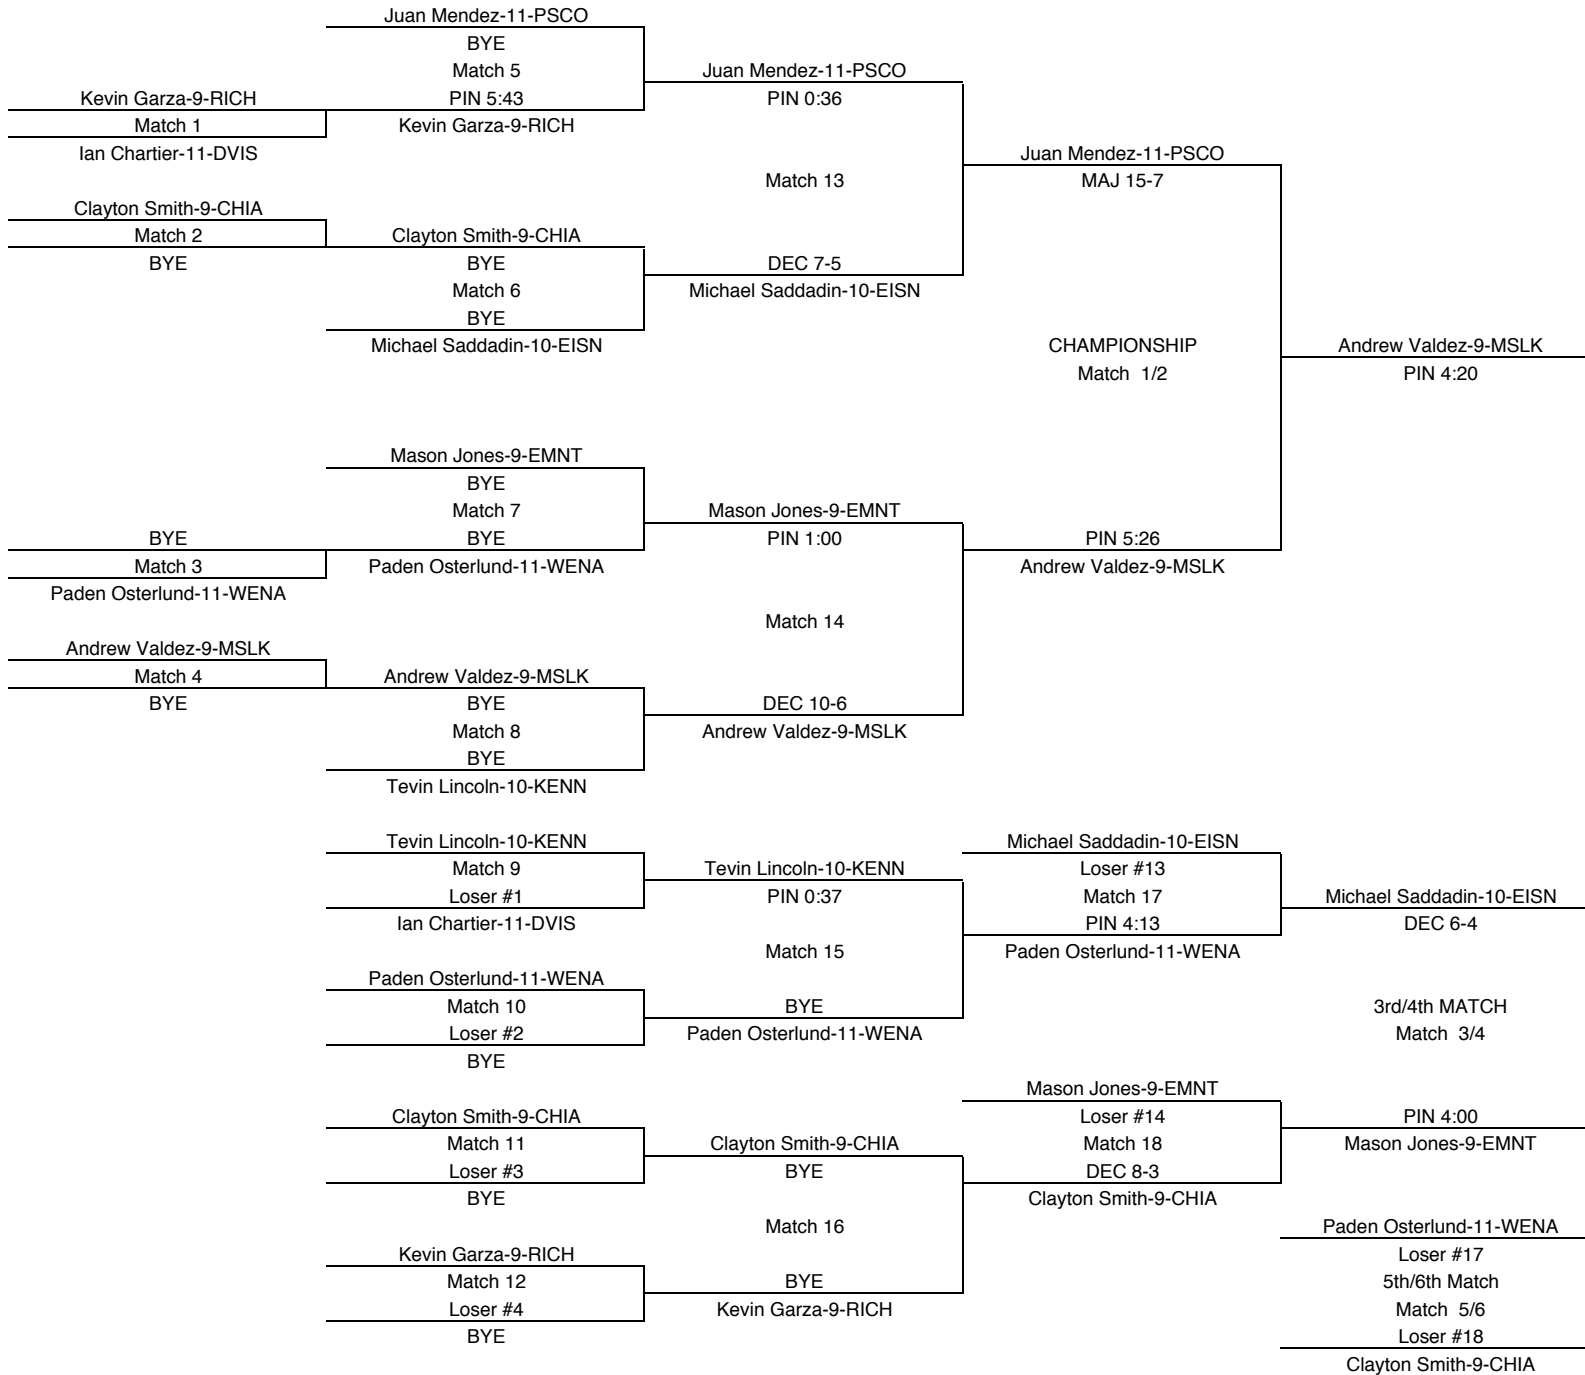 Juan Mendez-11-PSCO
BYE
Match 5
Juan Mendez-11-PSCO
Kevin Garza-9-RICH
PIN 5:43
PIN 0:36
Match 1
Kevin Garza-9-RICH
Ian Chartier-11-DVIS
Juan Mendez-11-PSCO
Match 13
MAJ 15-7
Clayton Smith-9-CHIA
Match 2
Clayton Smith-9-CHIA
BYE
BYE
DEC 7-5
Match 6
Michael Saddadin-10-EISN
BYE
Michael Saddadin-10-EISN
CHAMPIONSHIP
Andrew Valdez-9-MSLK
Match 1/2
PIN 4:20
Mason Jones-9-EMNT
BYE
Match 7
Mason Jones-9-EMNT
BYE
BYE
PIN 1:00
PIN 5:26
Match 3
Paden Osterlund-11-WENA
Andrew Valdez-9-MSLK
Paden Osterlund-11-WENA
Match 14
Andrew Valdez-9-MSLK
Match 4
Andrew Valdez-9-MSLK
BYE
BYE
DEC 10-6
Match 8
Andrew Valdez-9-MSLK
BYE
Tevin Lincoln-10-KENN
Tevin Lincoln-10-KENN
Michael Saddadin-10-EISN
Match 9
Tevin Lincoln-10-KENN
Loser #13
Loser #1
PIN 0:37
Match 17
Michael Saddadin-10-EISN
Ian Chartier-11-DVIS
PIN 4:13
DEC 6-4
Match 15
Paden Osterlund-11-WENA
Paden Osterlund-11-WENA
Match 10
BYE
3rd/4th MATCH
Loser #2
Paden Osterlund-11-WENA
Match 3/4
BYE
Mason Jones-9-EMNT
Clayton Smith-9-CHIA
Loser #14
PIN 4:00
Match 11
Clayton Smith-9-CHIA
Match 18
Mason Jones-9-EMNT
Loser #3
BYE
DEC 8-3
BYE
Clayton Smith-9-CHIA
Match 16
Paden Osterlund-11-WENA
Kevin Garza-9-RICH
Loser #17
Match 12
BYE
5th/6th Match
Loser #4
Kevin Garza-9-RICH
Match 5/6
BYE
Loser #18
Clayton Smith-9-CHIA